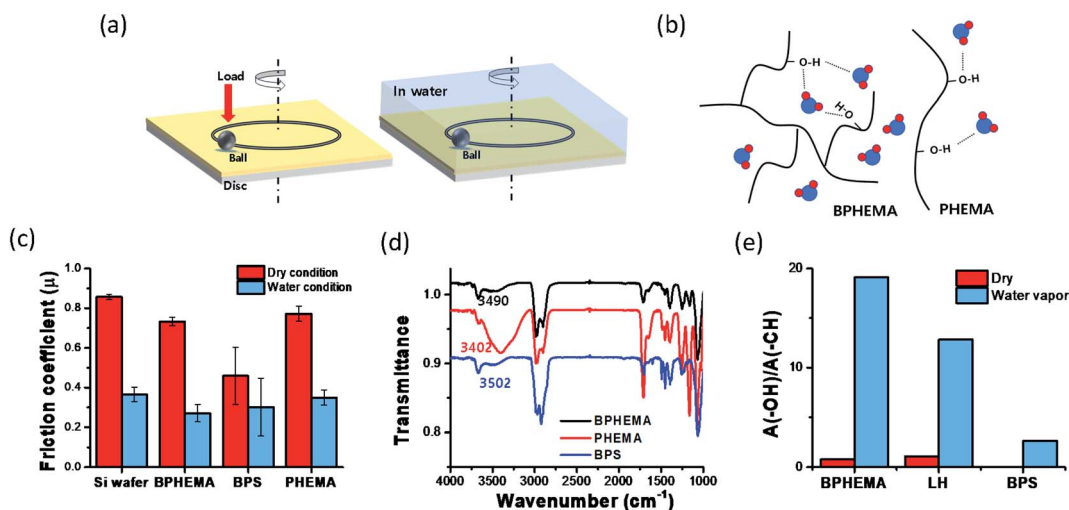 (a)
Load
Ball
Disc
In water
Ball
(b)
O-H
H-O
O-H
O-H
BPHEMA
PHEMA
(c)
Friction coefficient (μ)
1.0
0.8
0.6
0.4
0.2
0.0
Dry condition
Water condition
Si wafer BPHEMA BPS PHEMA
(d)
Transmittance
1.0
0.9
0.8
3490
3402
3502
BPHEMA
PHEMA
BPS
4000 3500 3000 2500 2000 1500 1000
Wavenumber (cm⁻¹)
(e)
A(-OH)/A(-CH)
20
10
0
Dry
Water vapor
BPHEMA LH BPS